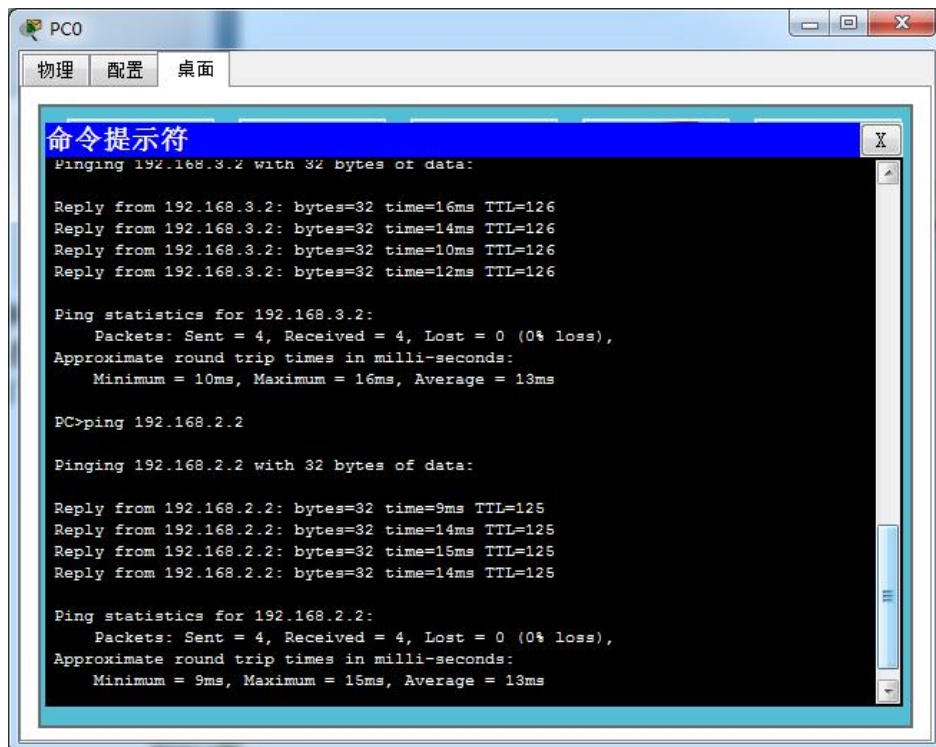 PC0
物理 配置 桌面
命令提示符
X
Pinging 192.168.3.2 with 32 bytes of data:
Reply from 192.168.3.2: bytes=32 time=16ms TTL=126
Reply from 192.168.3.2: bytes=32 time=14ms TTL=126
Reply from 192.168.3.2: bytes=32 time=10ms TTL=126
Reply from 192.168.3.2: bytes=32 time=12ms TTL=126
Ping statistics for 192.168.3.2:
Packets: Sent = 4, Received = 4, Lost = 0 (0% loss),
Approximate round trip times in milli-seconds:
Minimum = 10ms, Maximum = 16ms, Average = 13ms
PC>ping 192.168.2.2
Pinging 192.168.2.2 with 32 bytes of data:
Reply from 192.168.2.2: bytes=32 time=9ms TTL=125
Reply from 192.168.2.2: bytes=32 time=14ms TTL=125
Reply from 192.168.2.2: bytes=32 time=15ms TTL=125
Reply from 192.168.2.2: bytes=32 time=14ms TTL=125
Ping statistics for 192.168.2.2:
Packets: Sent = 4, Received = 4, Lost = 0 (0% loss),
Approximate round trip times in milli-seconds:
Minimum = 9ms, Maximum = 15ms, Average = 13ms